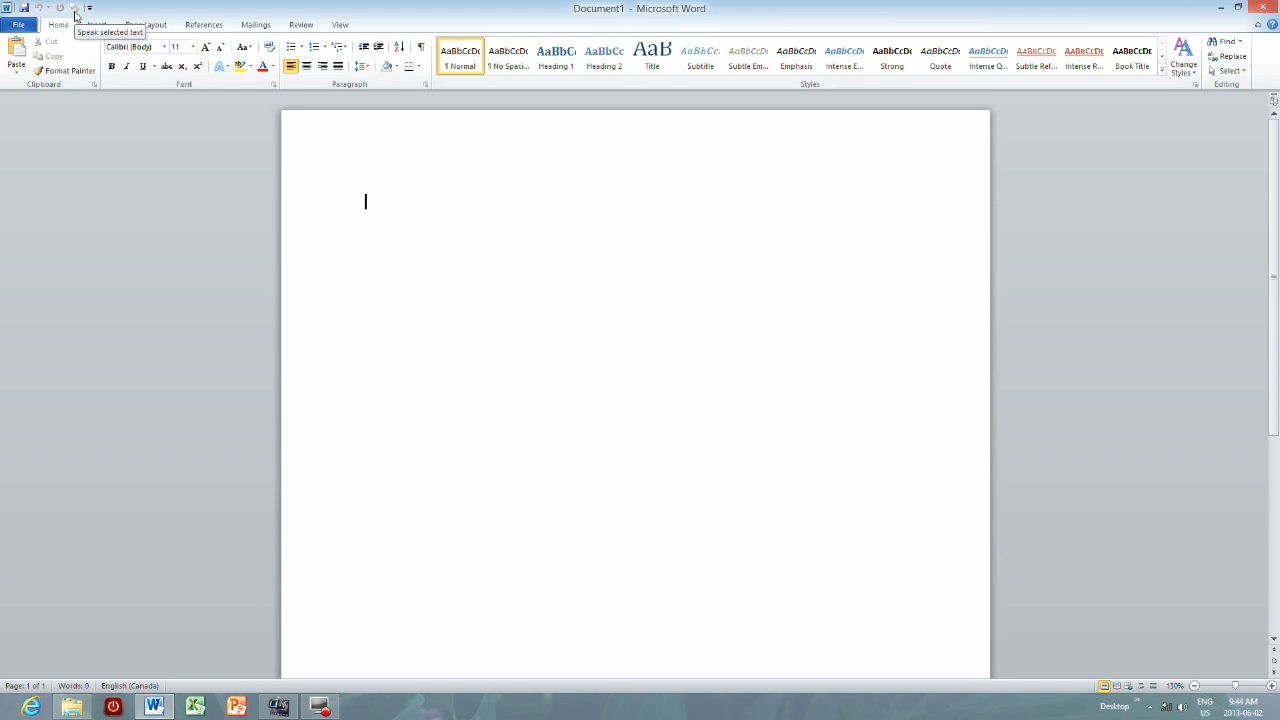 Document1 - Microsoft Word
File
Home
Insert
Page Layout
References
Mailings
Review
View
Speak selected text
Paste
Cut
Copy
Format Painter
Clipboard
Calibri (Body)
11
Font
Paragraph
AaBbCcDc
¶ Normal
AaBbCcDc
¶ No Spaci...
AaBbC
Heading 1
AaBbCc
Heading 2
AaB
Title
AaBbCc.
Subtitle
AaBbCcDc
Subtle Em...
AaBbCcDc
Emphasis
AaBbCcDc
Intense E...
AaBbCcDc
Strong
AaBbCcDc
Quote
AaBbCcDc
Intense Q...
AaBbCcDc
Subtle Ref...
AaBbCcDc
Intense R...
AaBbCcDc
Book Title
Change
Styles
Styles
Find
Replace
Select
Editing
Page: 1 of 1
Words: 0
English (Canada)
130%
Desktop
ENG
US
9:44 AM
2013-06-02